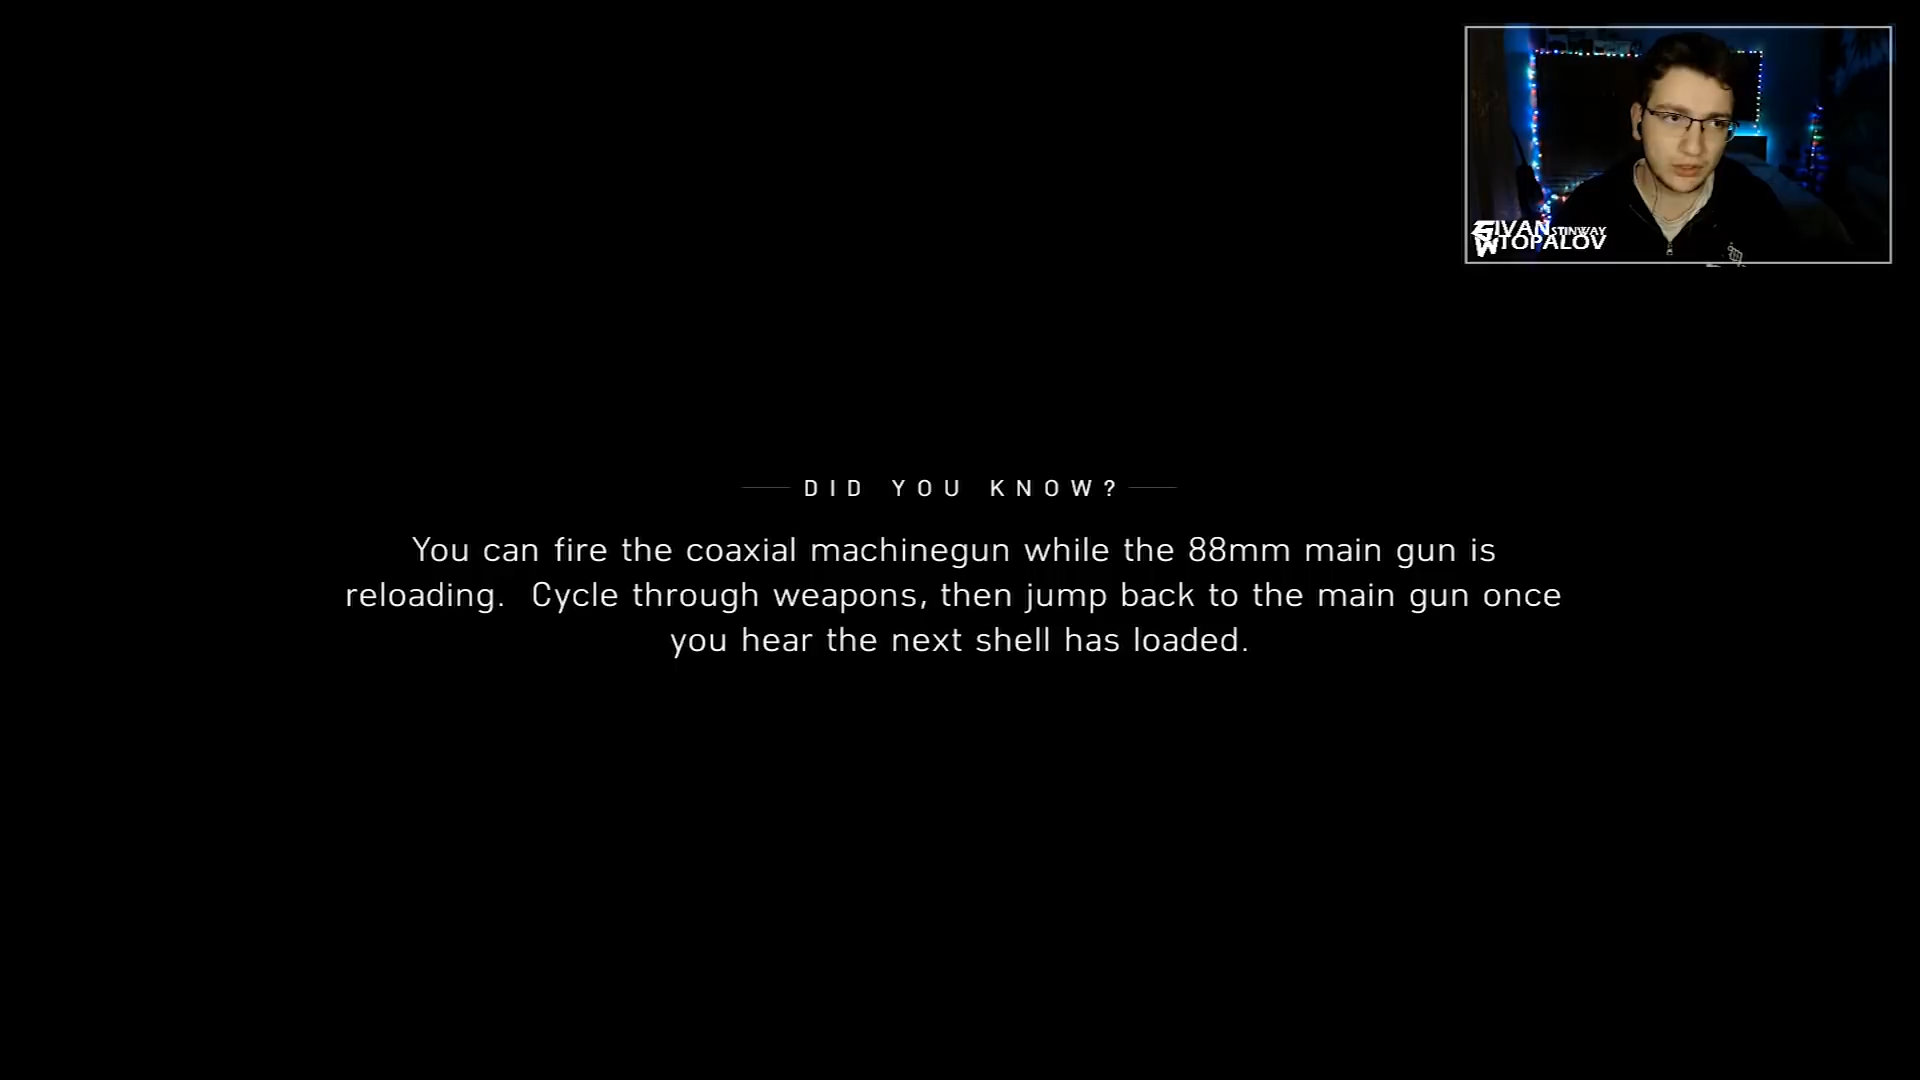 IVAN STINWAY
TOPALOV
DID YOU KNOW?
You can fire the coaxial machinegun while the 88mm main gun is
reloading.  Cycle through weapons, then jump back to the main gun once
you hear the next shell has loaded.